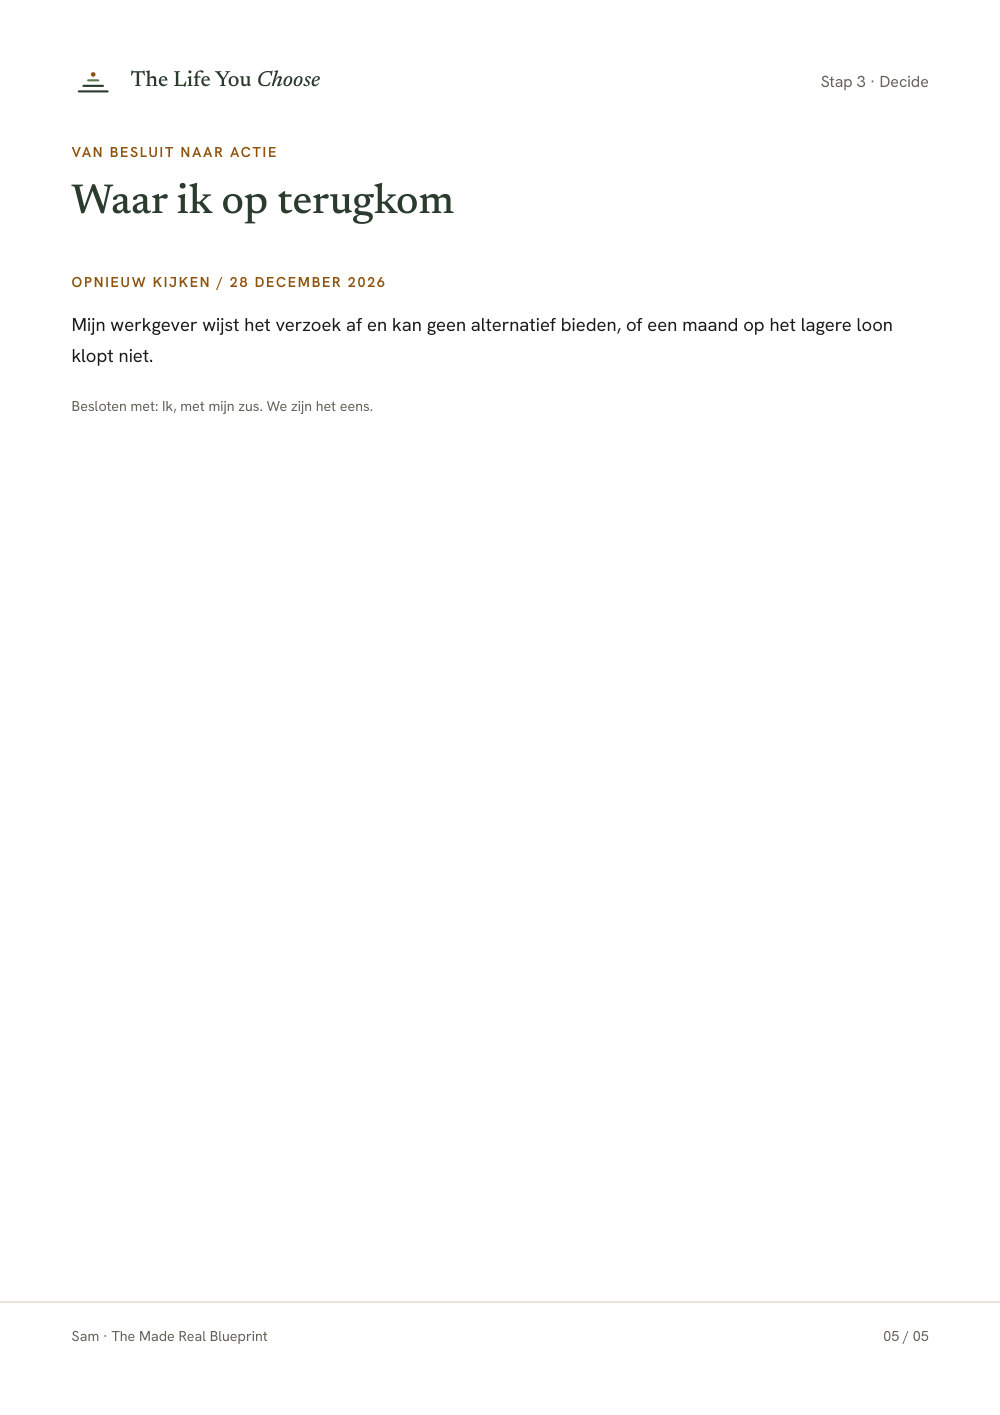 The Life You Choose
Stap 3 · Decide
VAN BESLUIT NAAR ACTIE
Waar ik op terugkom
OPNIEUW KIJKEN / 28 DECEMBER 2026
Mijn werkgever wijst het verzoek af en kan geen alternatief bieden, of een maand op het lagere loon
klopt niet.
Besloten met: Ik, met mijn zus. We zijn het eens.
Sam · The Made Real Blueprint
05 / 05